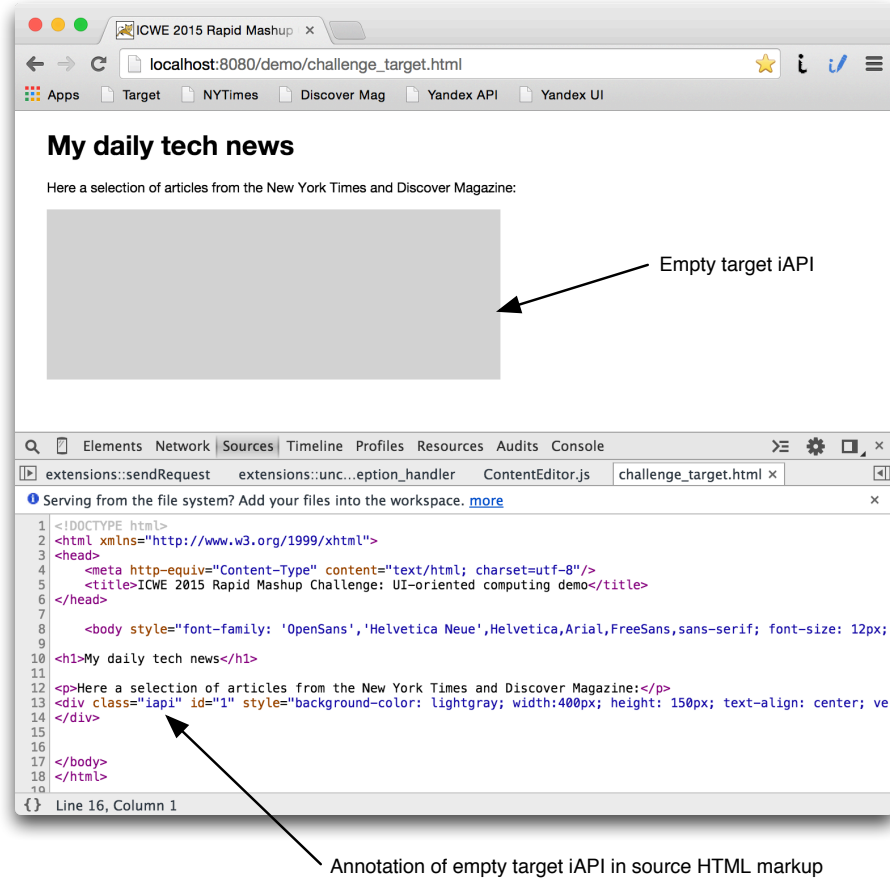 ICWE 2015 Rapid Mashup ×
localhost:8080/demo/challenge_target.html
Apps Target NYTimes Discover Mag Yandex API Yandex UI
My daily tech news
Here a selection of articles from the New York Times and Discover Magazine:
Empty target iAPI
Elements Network Sources Timeline Profiles Resources Audits Console
extensions::sendRequest extensions::unc...eption_handler ContentEditor.js challenge_target.html ×
Serving from the file system? Add your files into the workspace. more ×
1 <!DOCTYPE html>
2 <html xmlns="http://www.w3.org/1999/xhtml">
3 <head>
4 <meta http-equiv="Content-Type" content="text/html; charset=utf-8"/>
5 <title>ICWE 2015 Rapid Mashup Challenge: UI-oriented computing demo</title>
6 </head>
7
8 <body style="font-family: 'OpenSans','Helvetica Neue',Helvetica,Arial,FreeSans,sans-serif; font-size: 12px;
9
10 <h1>My daily tech news</h1>
11
12 <p>Here a selection of articles from the New York Times and Discover Magazine:</p>
13 <div class="iapi" id="1" style="background-color: lightgray; width:400px; height: 150px; text-align: center; ve
14 </div>
15
16
17 </body>
18 </html>
19
{} Line 16, Column 1
Annotation of empty target iAPI in source HTML markup